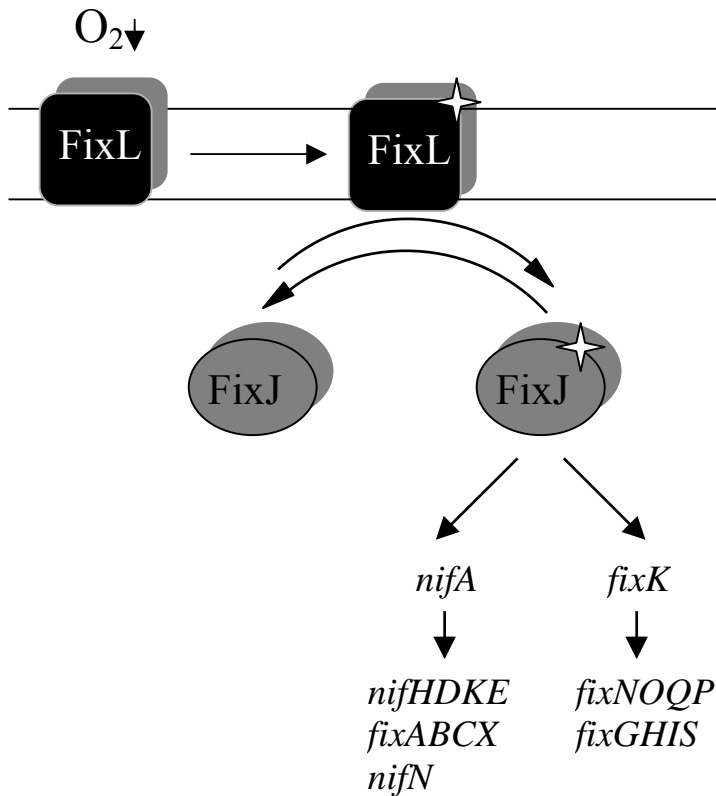 O₂
FixL
FixL
FixJ
FixJ
nifA
fixK
nifHDKE
fixABCX
nifN
fixNOQP
fixGHIS